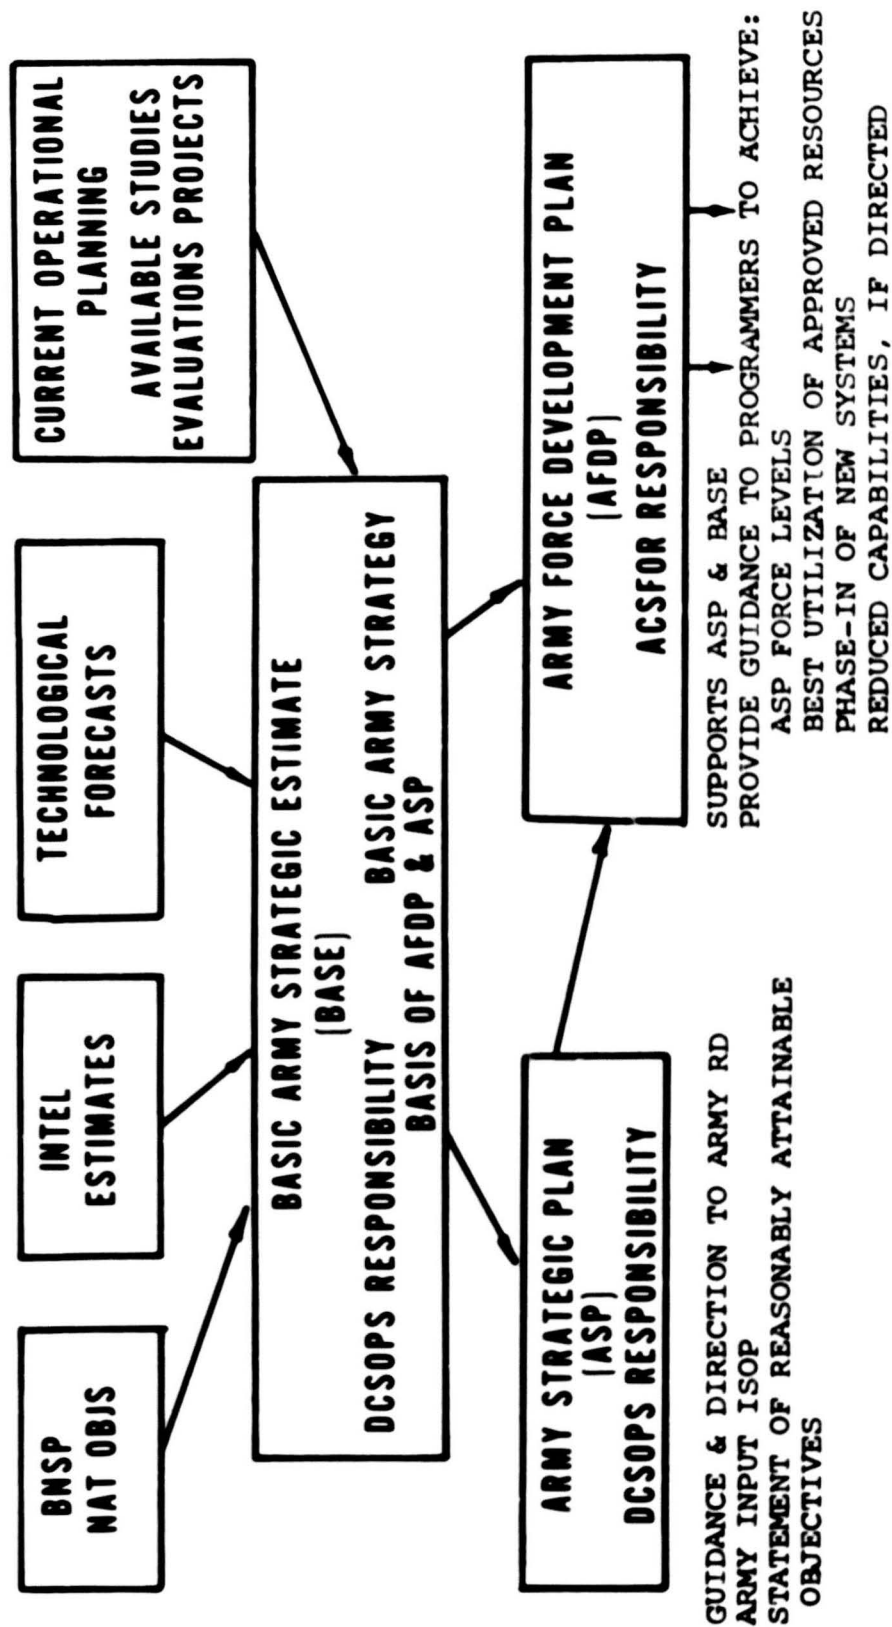 BNSP
NAT OBJS
INTEL
ESTIMATES
TECHNOLOGICAL
FORECASTS
CURRENT OPERATIONAL
PLANNING
AVAILABLE STUDIES
EVALUATIONS PROJECTS
BASIC ARMY STRATEGIC ESTIMATE
(BASE)
DCSOPS RESPONSIBILITY BASIC ARMY STRATEGY
BASIS OF AFDP & ASP
ARMY STRATEGIC PLAN
(ASP)
DCSOPS RESPONSIBILITY
ARMY FORCE DEVELOPMENT PLAN
(AFDP)
ACSFOR RESPONSIBILITY
GUIDANCE & DIRECTION TO ARMY RD
ARMY INPUT ISOP
STATEMENT OF REASONABLY ATTAINABLE
OBJECTIVES
SUPPORTS ASP & BASE
PROVIDE GUIDANCE TO PROGRAMMERS TO ACHIEVE:
ASP FORCE LEVELS
BEST UTILIZATION OF APPROVED RESOURCES
PHASE-IN OF NEW SYSTEMS
REDUCED CAPABILITIES, IF DIRECTED